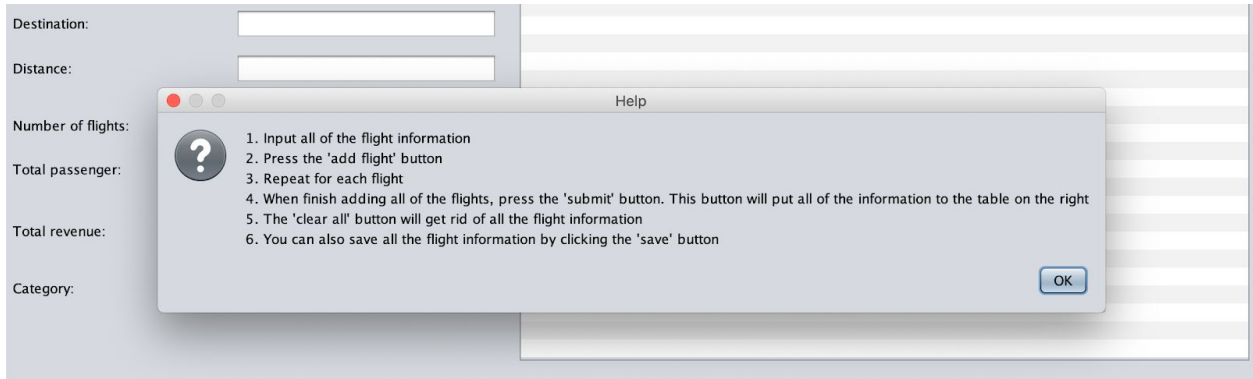 Destination:
Distance:
Help
Number of flights:
Total passenger:
Total revenue:
Category:
1. Input all of the flight information
2. Press the 'add flight' button
3. Repeat for each flight
4. When finish adding all of the flights, press the 'submit' button. This button will put all of the information to the table on the right
5. The 'clear all' button will get rid of all the flight information
6. You can also save all the flight information by clicking the 'save' button
OK